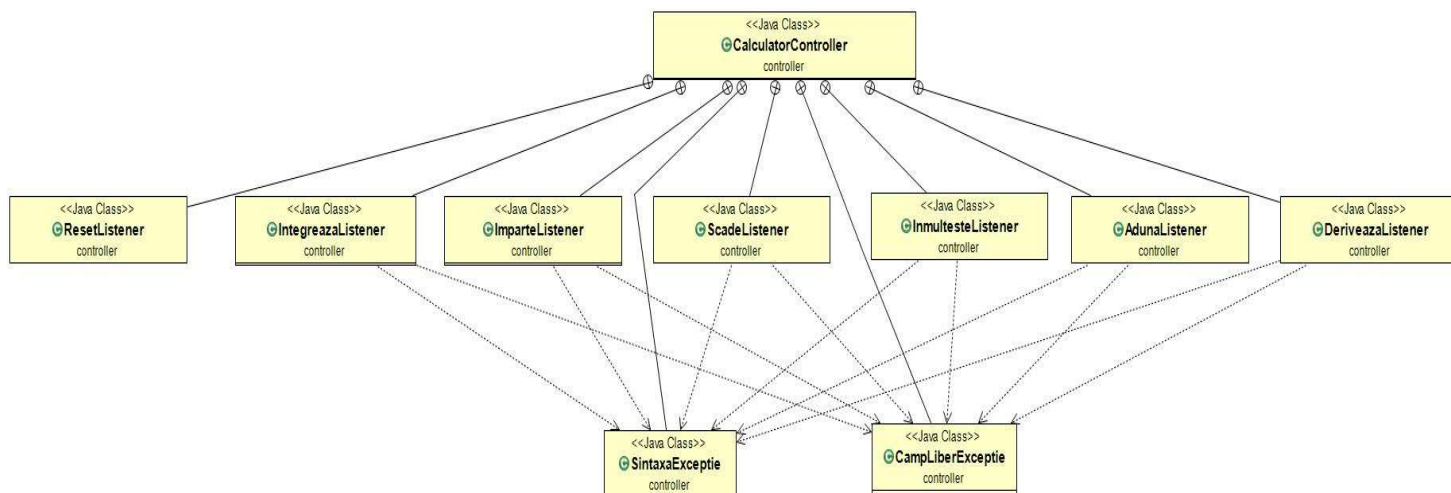 <<Java Class>>
CalculatorController
controller
<<Java Class>>
ResetListener
controller
<<Java Class>>
IntegreazaListener
controller
<<Java Class>>
ImparteListener
controller
<<Java Class>>
ScadeListener
controller
<<Java Class>>
InmultesteListener
controller
<<Java Class>>
AdunaListener
controller
<<Java Class>>
DeriveazaListener
controller
<<Java Class>>
SintaxaExceptie
controller
<<Java Class>>
CampLiberExceptie
controller